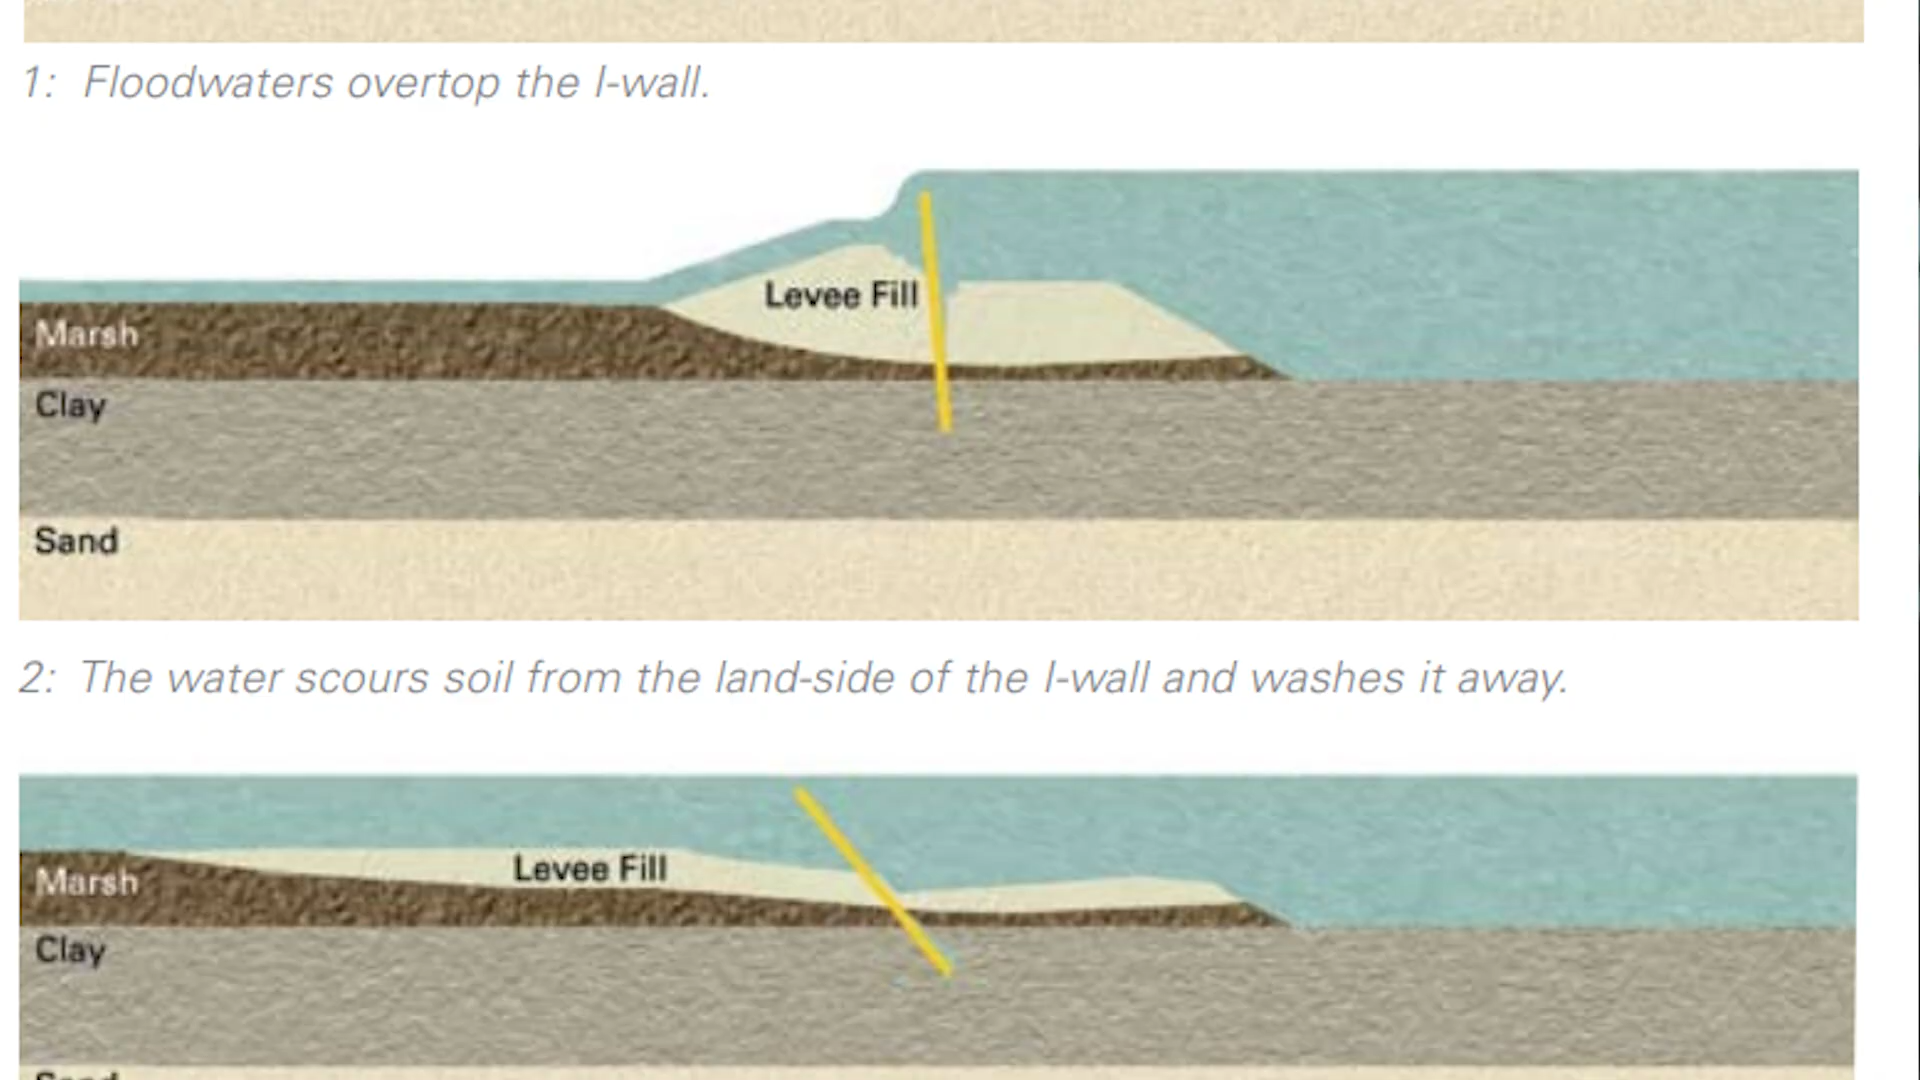 1: Floodwaters overtop the I-wall.
Levee Fill
Marsh
Clay
Sand
2: The water scours soil from the land-side of the I-wall and washes it away.
Levee Fill
Marsh
Clay
Sand